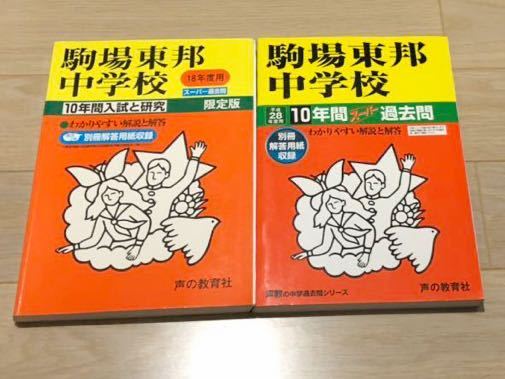 駒場東邦
中学校
18年度用
スーパー過去問
10年間入試と研究
限定版
●わかりやすい解説と解答
別冊解答用紙収録
声の教育社
駒場東邦
中学校
平成
28
年度用
10年間スーパー過去問
わかりやすい解説と解答
別冊
解答用紙
収録
声の教育社
声教の中学過去問シリーズ